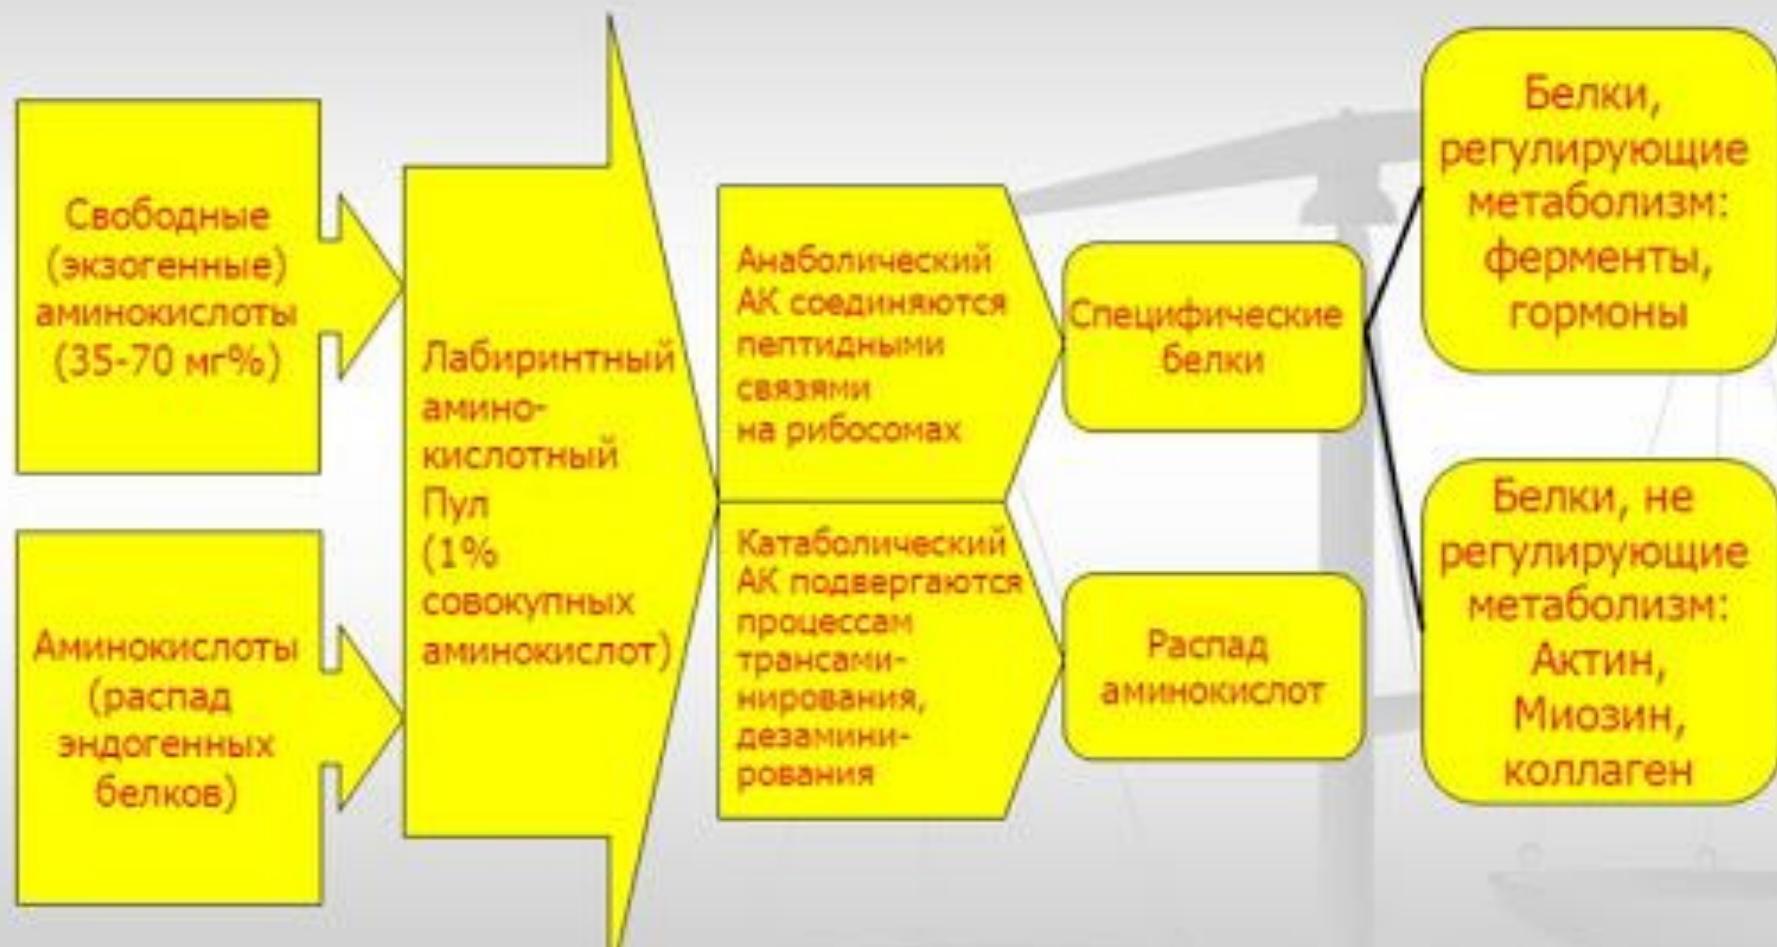 Свободные
(экзогенные)
аминокислоты
(35-70 мг%)
Аминокислоты
(распад
эндогенных
белков)
Лабиринтный
амино-
кислотный
Пул
(1%
совокупных
аминокислот)
Анаболический
АК соединяются
пептидными
связями
на рибосомах
Катаболический
АК подвергаются
процессам
трансами-
нирования,
дезамини-
рования
Специфические
белки
Распад
аминокислот
Белки,
регулирующие
метаболизм:
ферменты,
гормоны
Белки, не
регулирующие
метаболизм:
Актин,
Миозин,
коллаген